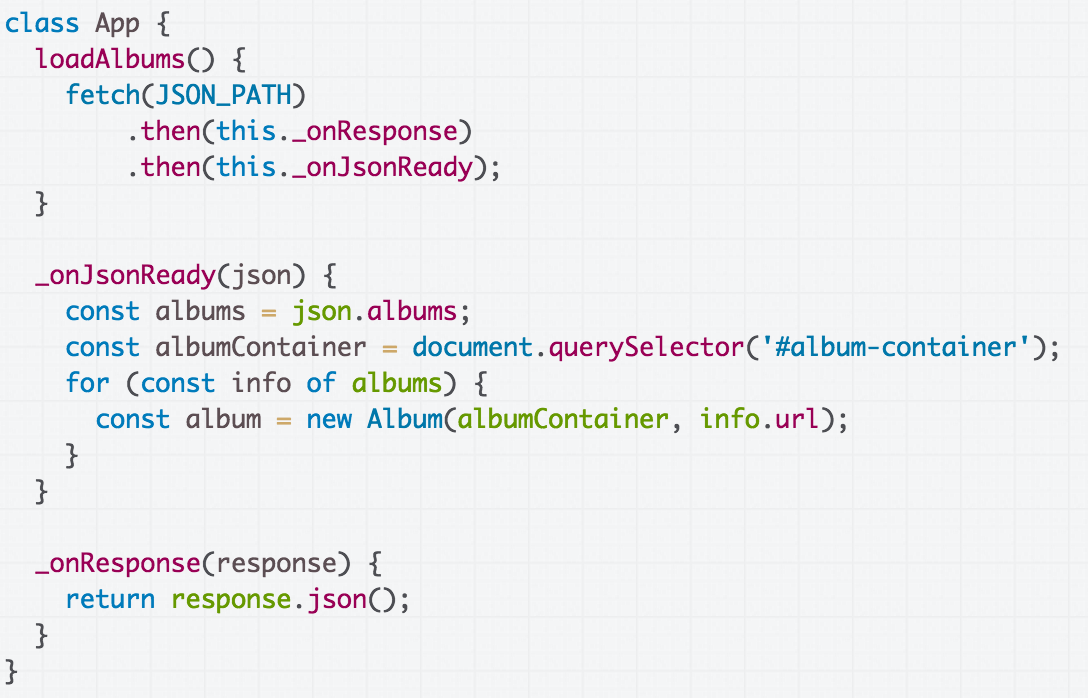 class App {
  loadAlbums() {
    fetch(JSON_PATH)
        .then(this._onResponse)
        .then(this._onJsonReady);
  }

  _onJsonReady(json) {
    const albums = json.albums;
    const albumContainer = document.querySelector('#album-container');
    for (const info of albums) {
      const album = new Album(albumContainer, info.url);
    }
  }

  _onResponse(response) {
    return response.json();
  }
}